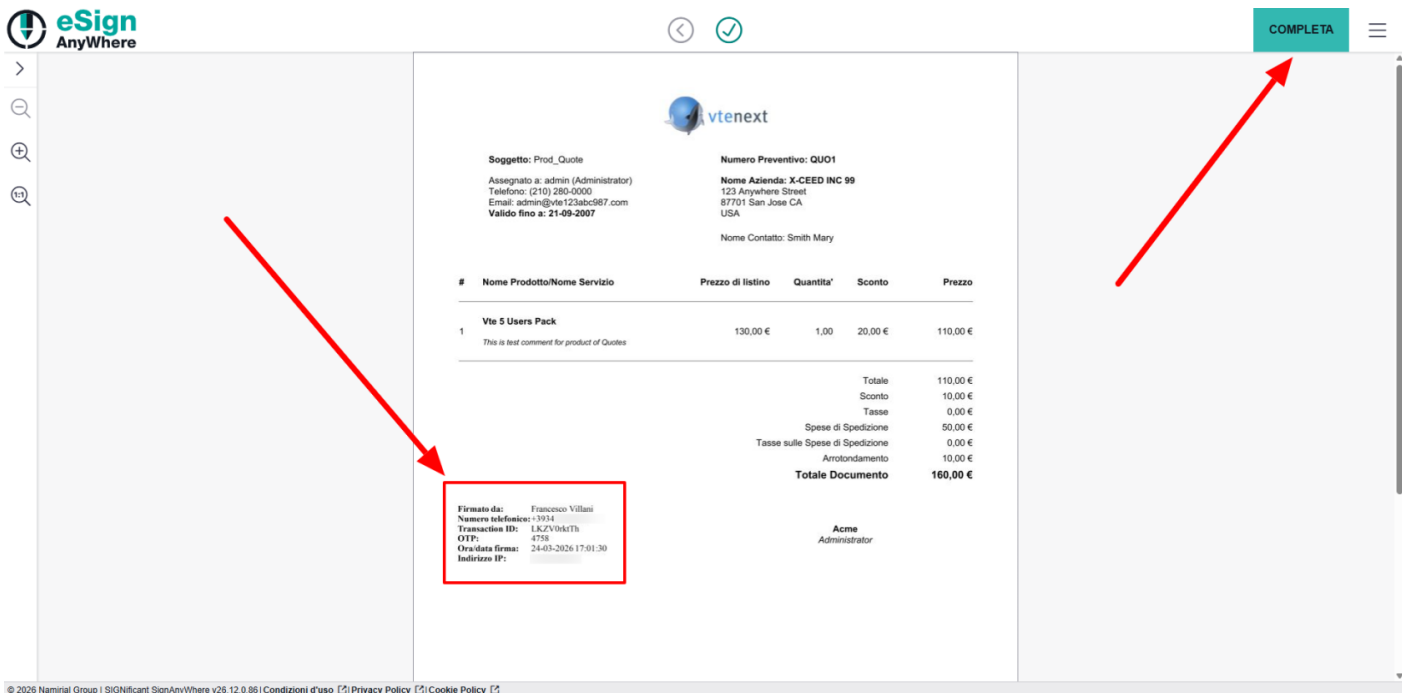 eSign
AnyWhere
COMPLETA
vtenext
Soggetto: Prod_Quote
Assegnato a: admin (Administrator)
Telefono: (210) 280-0000
Email: admin@vte123abc987.com
Valido fino a: 21-09-2007
Numero Preventivo: QUO1
Nome Azienda: X-CEED INC 99
123 Anywhere Street
87701 San Jose CA
USA
Nome Contatto: Smith Mary
# Nome Prodotto/Nome Servizio Prezzo di listino Quantita' Sconto Prezzo
1 Vte 5 Users Pack 130,00 € 1,00 20,00 € 110,00 €
This is test comment for product of Quotes
Totale 110,00 €
Sconto 10,00 €
Tasse 0,00 €
Spese di Spedizione 50,00 €
Tasse sulle Spese di Spedizione 0,00 €
Arrotondamento 10,00 €
Totale Documento 160,00 €
Firmato da: Francesco Villani
Numero telefonico: +3934
Transaction ID: LKZV0rktTh
OTP: 4758
Ora/data firma: 24-03-2026 17:01:30
Indirizzo IP:
Acme
Administrator
1:1
© 2026 Namirial Group | SIGNificant SignAnyWhere v26.12.0.86 | Condizioni d'uso | Privacy Policy | Cookie Policy